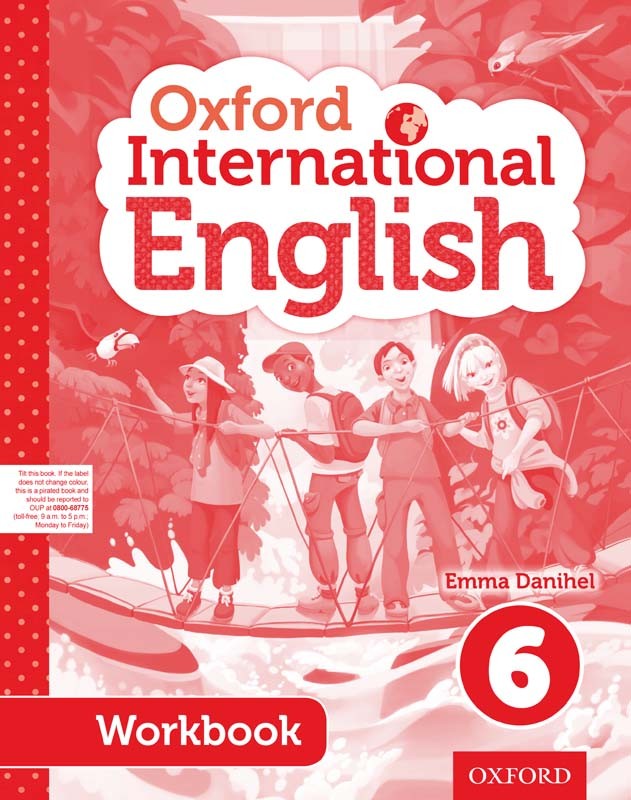 Oxford
International
English
Tilt this book. If the label
does not change colour,
this is a pirated book and
should be reported to
OUP at 0800-68775
(toll-free, 9 a.m. to 5 p.m.;
Monday to Friday)
Emma Danihel
6
Workbook
OXFORD